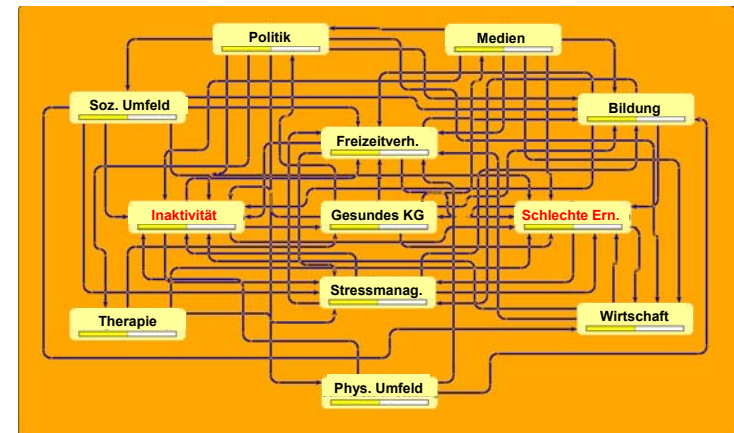 Politik
Medien
Soz. Umfeld
Bildung
Freizeitverh.
Inaktivität
Gesundes KG
Schlechte Ern.
Stressmanag.
Therapie
Wirtschaft
Phys. Umfeld